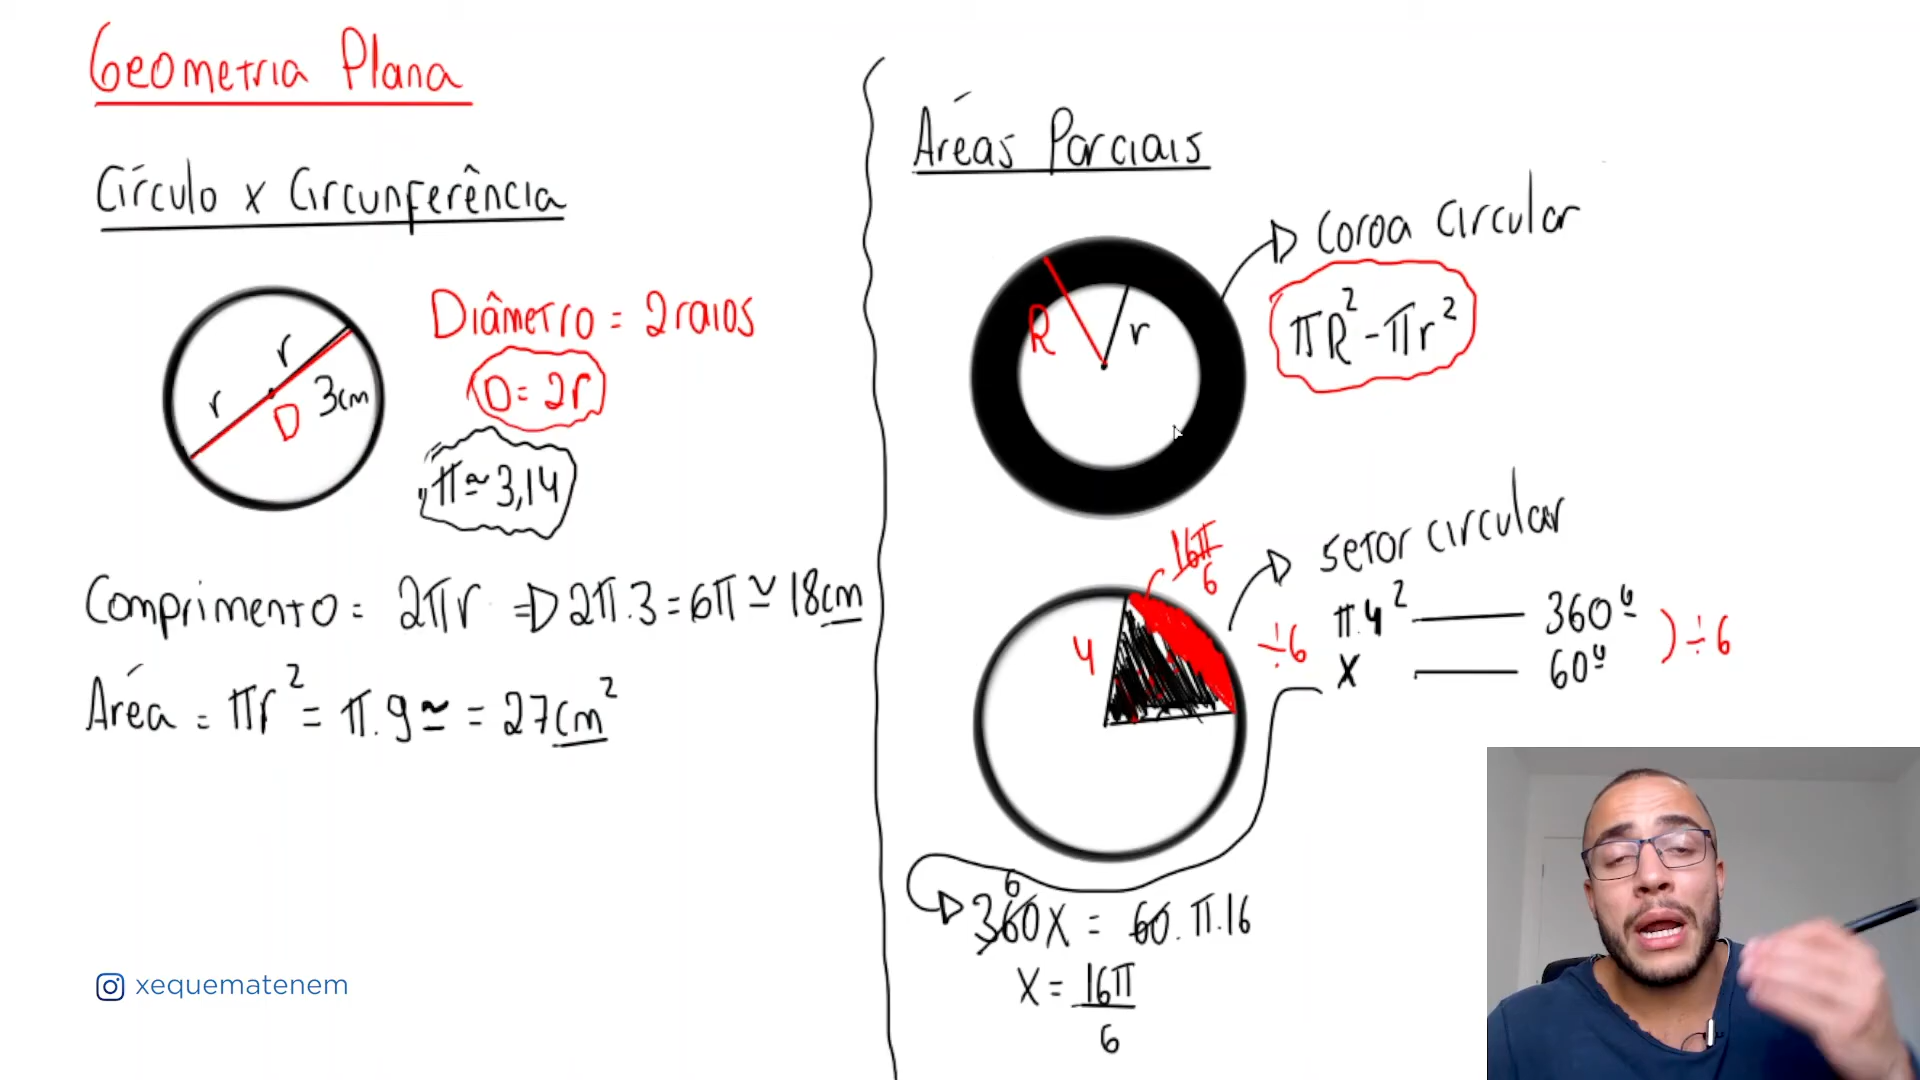 Geometria Plana
Círculo x Circunferência
r
r
3cm
D
Diâmetro = 2 raios
D = 2r
π ≃ 3,14
Comprimento = 2πr ⇒ 2π.3 = 6π ≃ 18cm
Área = πr² = π.9 ≃ = 27cm²
xequematenem
Áreas Parciais
R
r
coroa circular
πR² - πr²
16π
6
setor circular
4
÷6
π.4² — 360º
x — 60º
) ÷6
6
360x = 60.π.16
x = 16π
6